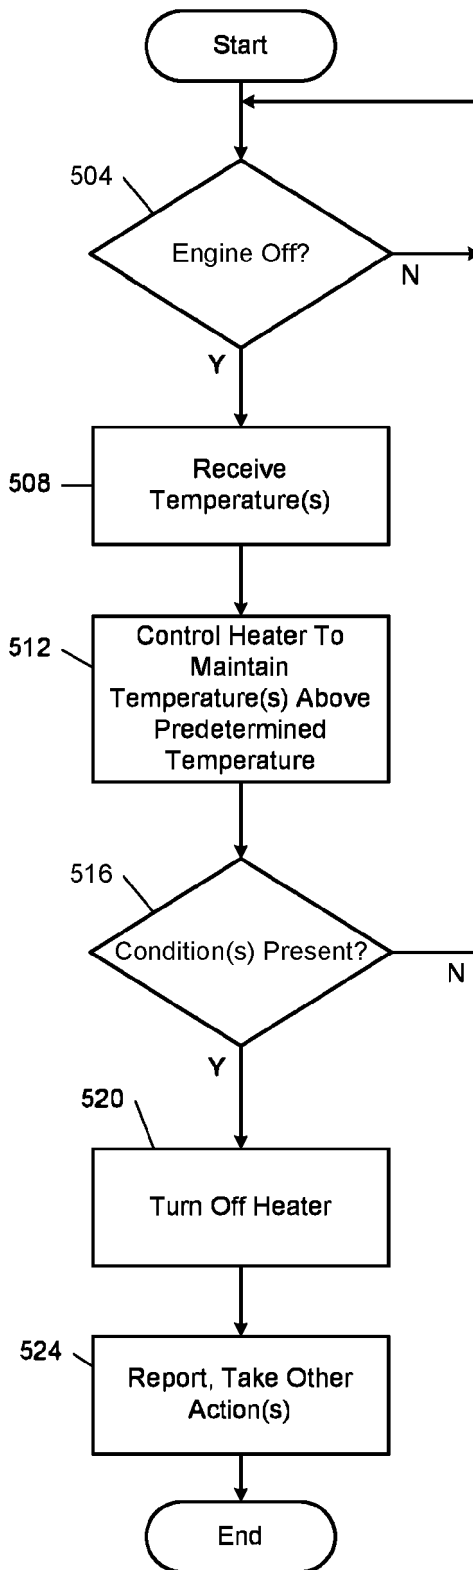 Start
504
Engine Off?
N
Y
508
Receive
Temperature(s)
512
Control Heater To
Maintain
Temperature(s) Above
Predetermined
Temperature
516
Condition(s) Present?
N
Y
520
Turn Off Heater
524
Report, Take Other
Action(s)
End